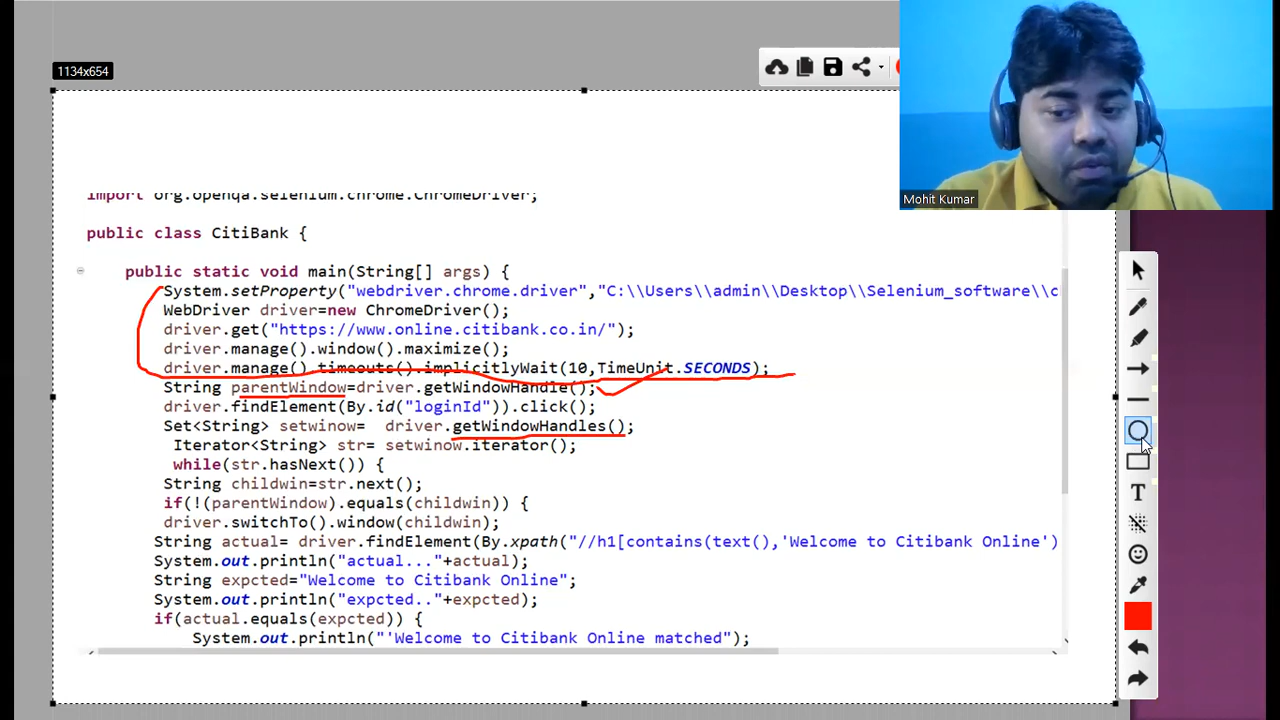 1134x654
Mohit Kumar
import org.openqa.selenium.chrome.ChromeDriver;
public class CitiBank {
public static void main(String[] args) {
System.setProperty("webdriver.chrome.driver","C:\\Users\\admin\\Desktop\\Selenium_software\\c
WebDriver driver=new ChromeDriver();
driver.get("https://www.online.citibank.co.in/");
driver.manage().window().maximize();
driver.manage().timeouts().implicitlyWait(10,TimeUnit.SECONDS);
String parentWindow=driver.getWindowHandle();
driver.findElement(By.id("loginId")).click();
Set<String> setwinow=  driver.getWindowHandles();
Iterator<String> str= setwinow.iterator();
while(str.hasNext()) {
String childwin=str.next();
if(!(parentWindow).equals(childwin)) {
driver.switchTo().window(childwin);
String actual= driver.findElement(By.xpath("//h1[contains(text(),'Welcome to Citibank Online')
System.out.println("actual..."+actual);
String expcted="Welcome to Citibank Online";
System.out.println("expcted.."+expcted);
if(actual.equals(expcted)) {
System.out.println("'Welcome to Citibank Online matched");
T